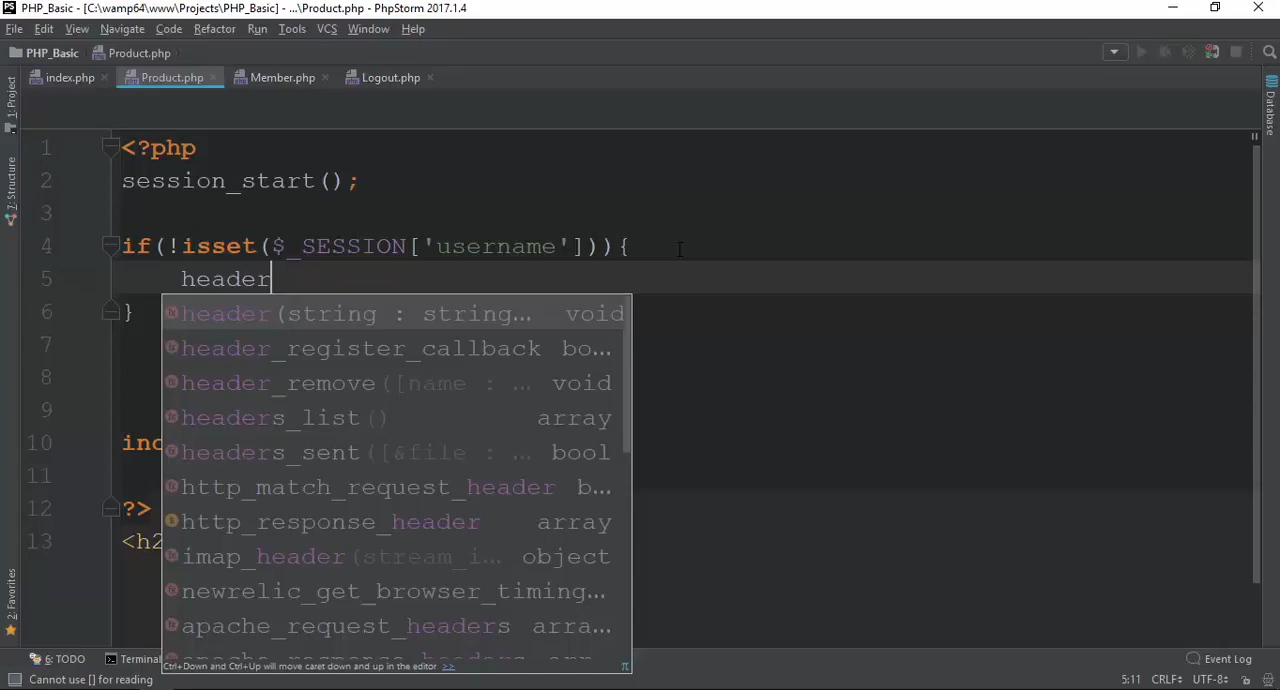 PHP_Basic - [C:\wamp64\www\Projects\PHP_Basic] - ...\Product.php - PhpStorm 2017.1.4
File Edit View Navigate Code Refactor Run Tools VCS Window Help
PHP_Basic Product.php
index.php Product.php Member.php Logout.php
1: Project
7: Structure
2: Favorites
Database
1 <?php
2 session_start();
3
4 if(!isset($_SESSION['username'])){
5 header
6 }
7
8
9
10 inc
11
12 ?>
13 <h2
header(string : string... void
header_register_callback bo...
header_remove([name : ... void
headers_list() array
headers_sent([&file : ... bool
http_match_request_header b...
http_response_header array
imap_header(stream_i... object
newrelic_get_browser_timing...
apache_request_headers arra...
apache_response_headers arr...
Ctrl+Down and Ctrl+Up will move caret down and up in the editor >> π
6: TODO Terminal Event Log
Cannot use [] for reading 5:11 CRLF UTF-8